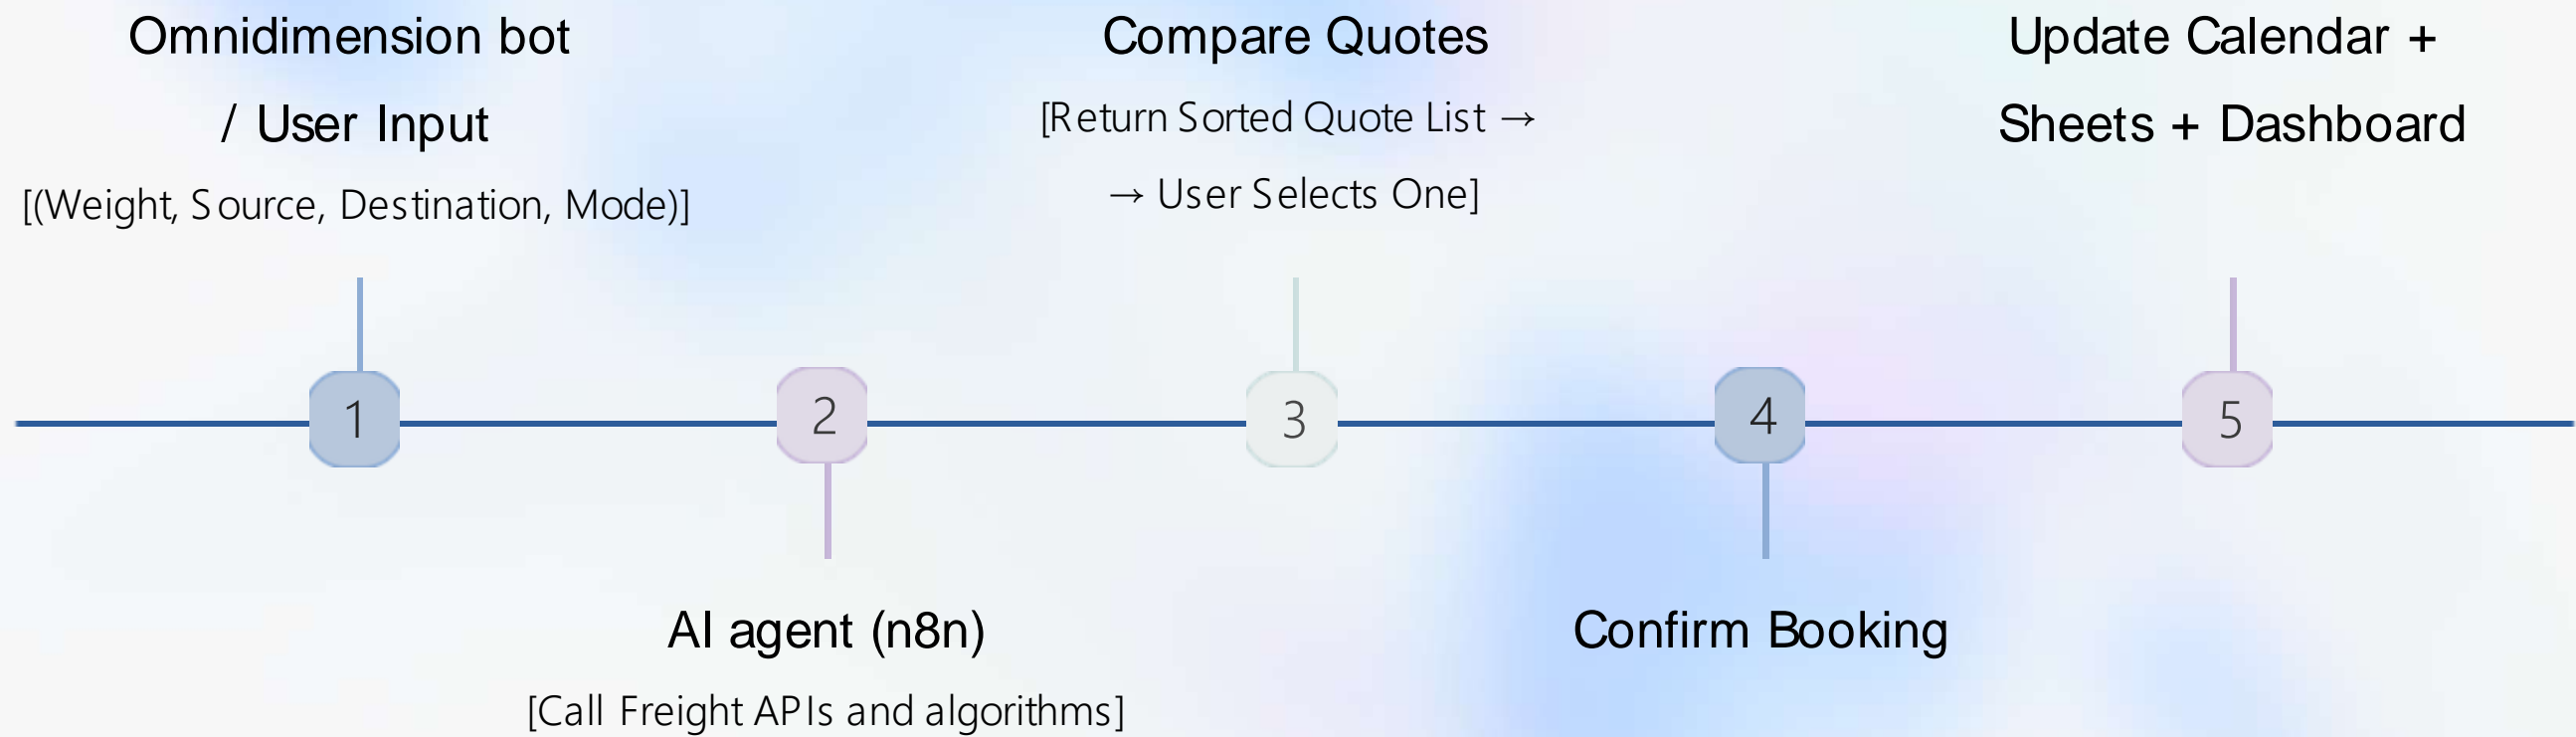 Omnidimension bot
/ User Input
[(Weight, Source, Destination, Mode)]
1
2
AI agent (n8n)
[Call Freight APIs and algorithms]
Compare Quotes
[Return Sorted Quote List →
→ User Selects One]
3
4
Confirm Booking
Update Calendar +
Sheets + Dashboard
5